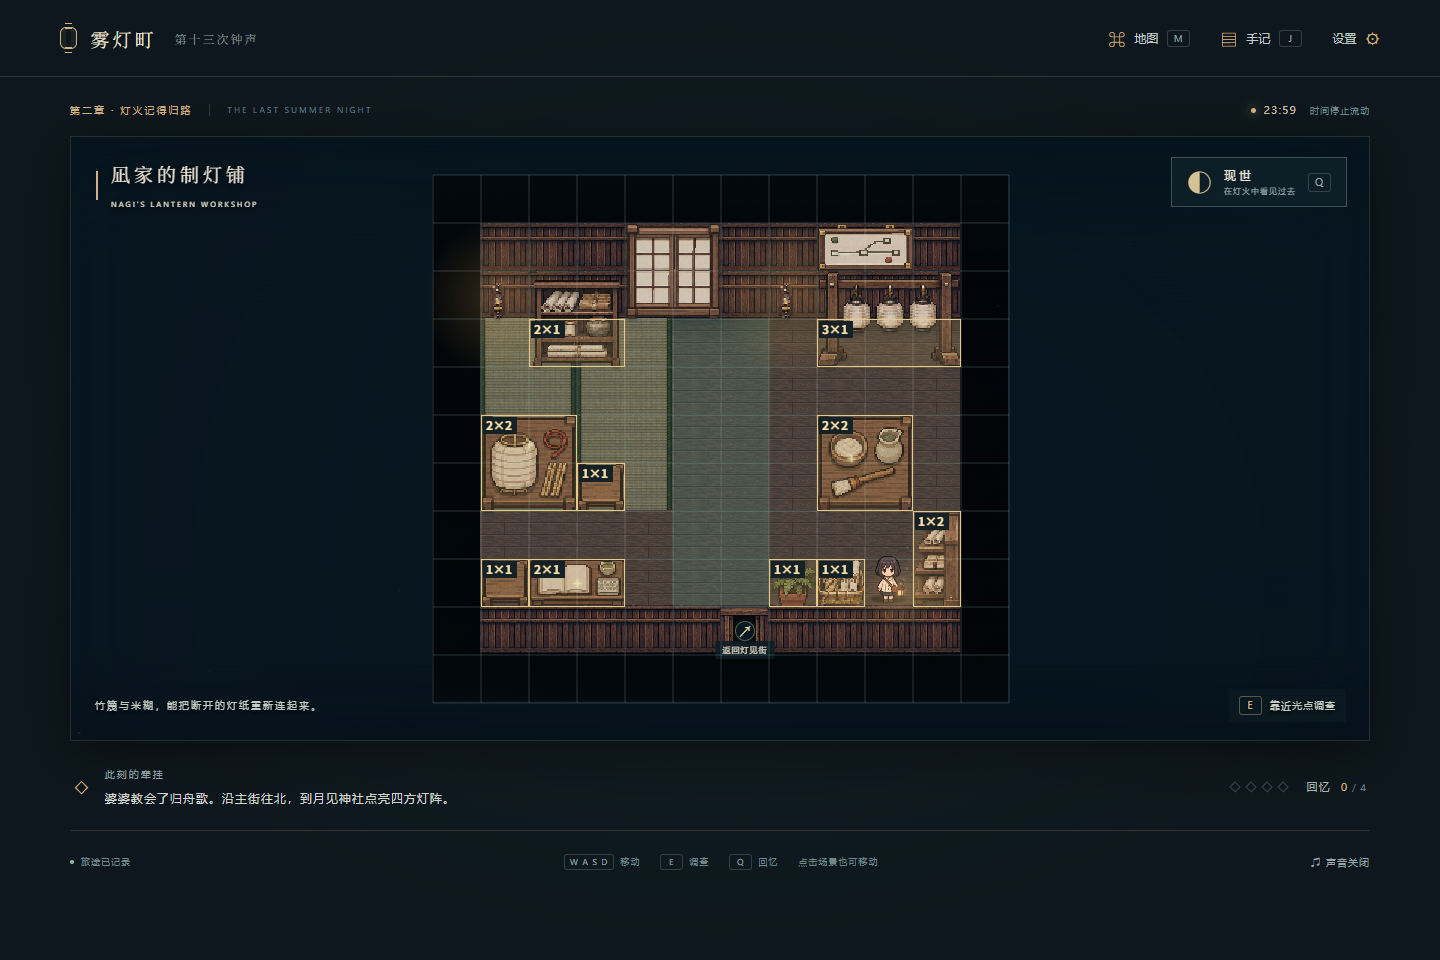 雾灯町 第十三次钟声
地图 M 手记 J 设置
第二章 · 灯火记得归路 THE LAST SUMMER NIGHT
23:59 时间停止流动
凪家的制灯铺
NAGI'S LANTERN WORKSHOP
现世 Q
在灯火中看见过去
2×1 3×1
2×2 2×2
1×1
1×2
1×1 2×1 1×1 1×1
返回灯见街
竹篾与米糊，能把断开的灯纸重新连起来。
E 靠近光点调查
此刻的牵挂
婆婆教会了归舟歌。沿主街往北，到月见神社点亮四方灯阵。
回忆 0 / 4
旅途已记录
WASD 移动 E 调查 Q 回忆 点击场景也可移动
声音关闭